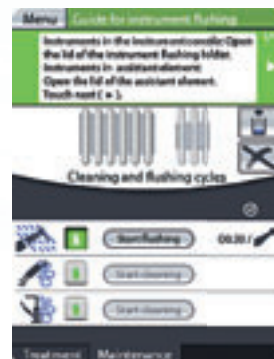 Menu Guide for instrument flushing
Instruments in the instrument console: Open
the lid of the instrument flushing holder.
Instruments in assistant element:
Open the lid of the assistant element.
Touch next ( ► ).
Cleaning and flushing cycles
Start flushing 00:20 /
Start cleaning
Start cleaning
Treatment Maintenance